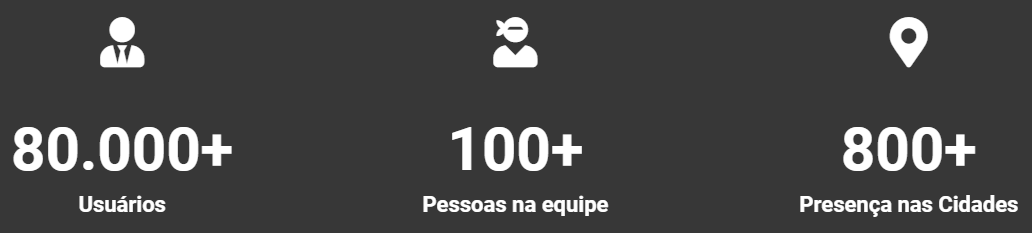 80.000+
Usuários
100+
Pessoas na equipe
800+
Presença nas Cidades